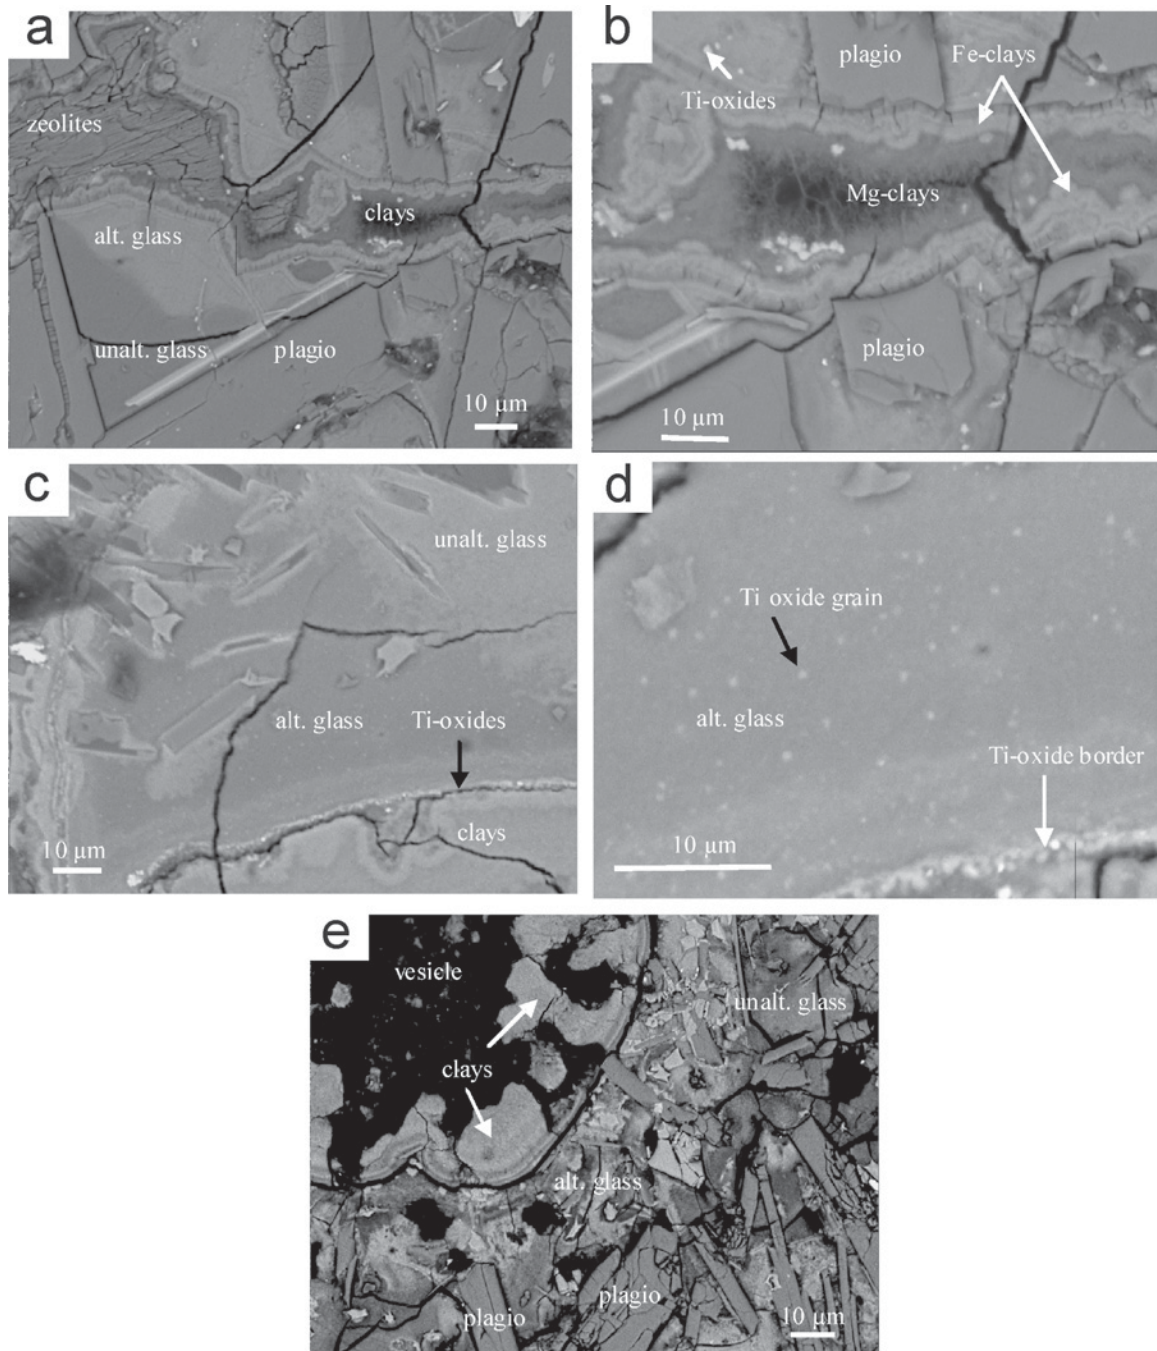 a
zeolites
clays
alt. glass
unalt. glass
plagio
10 μm
b
plagio
Fe-clays
Ti-oxides
Mg-clays
plagio
10 μm
c
unalt. glass
alt. glass
Ti-oxides
clays
10 μm
d
Ti oxide grain
alt. glass
Ti-oxide border
10 μm
e
vesicle
unalt. glass
clays
alt. glass
plagio
plagio
10 μm